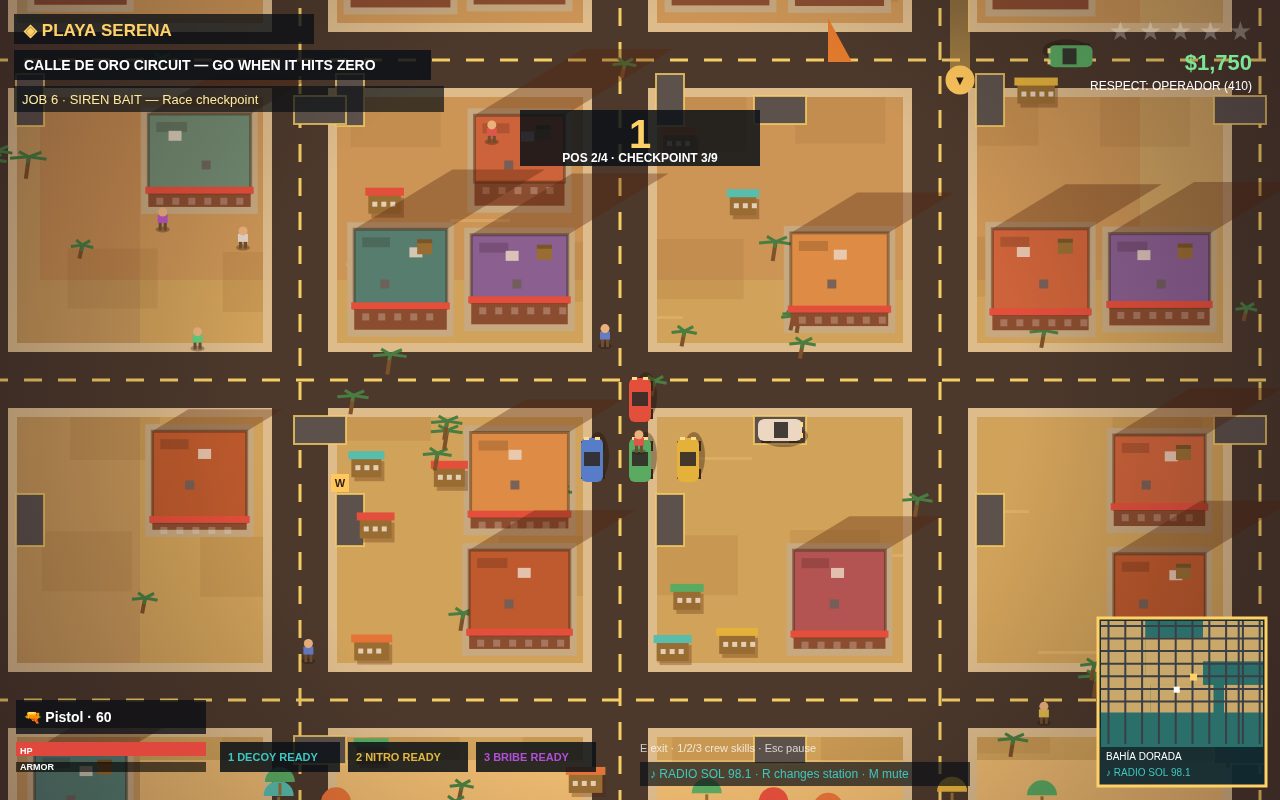 ◈ PLAYA SERENA
CALLE DE ORO CIRCUIT — GO WHEN IT HITS ZERO
JOB 6 · SIREN BAIT — Race checkpoint
★ ★ ★ ★ ★
$1,750
RESPECT: OPERADOR (410)
▼
1
POS 2/4 · CHECKPOINT 3/9
W
🔫 Pistol · 60
HP
ARMOR
1 DECOY READY
2 NITRO READY
3 BRIBE READY
E exit · 1/2/3 crew skills · Esc pause
♪ RADIO SOL 98.1 · R changes station · M mute
BAHÍA DORADA
♪ RADIO SOL 98.1